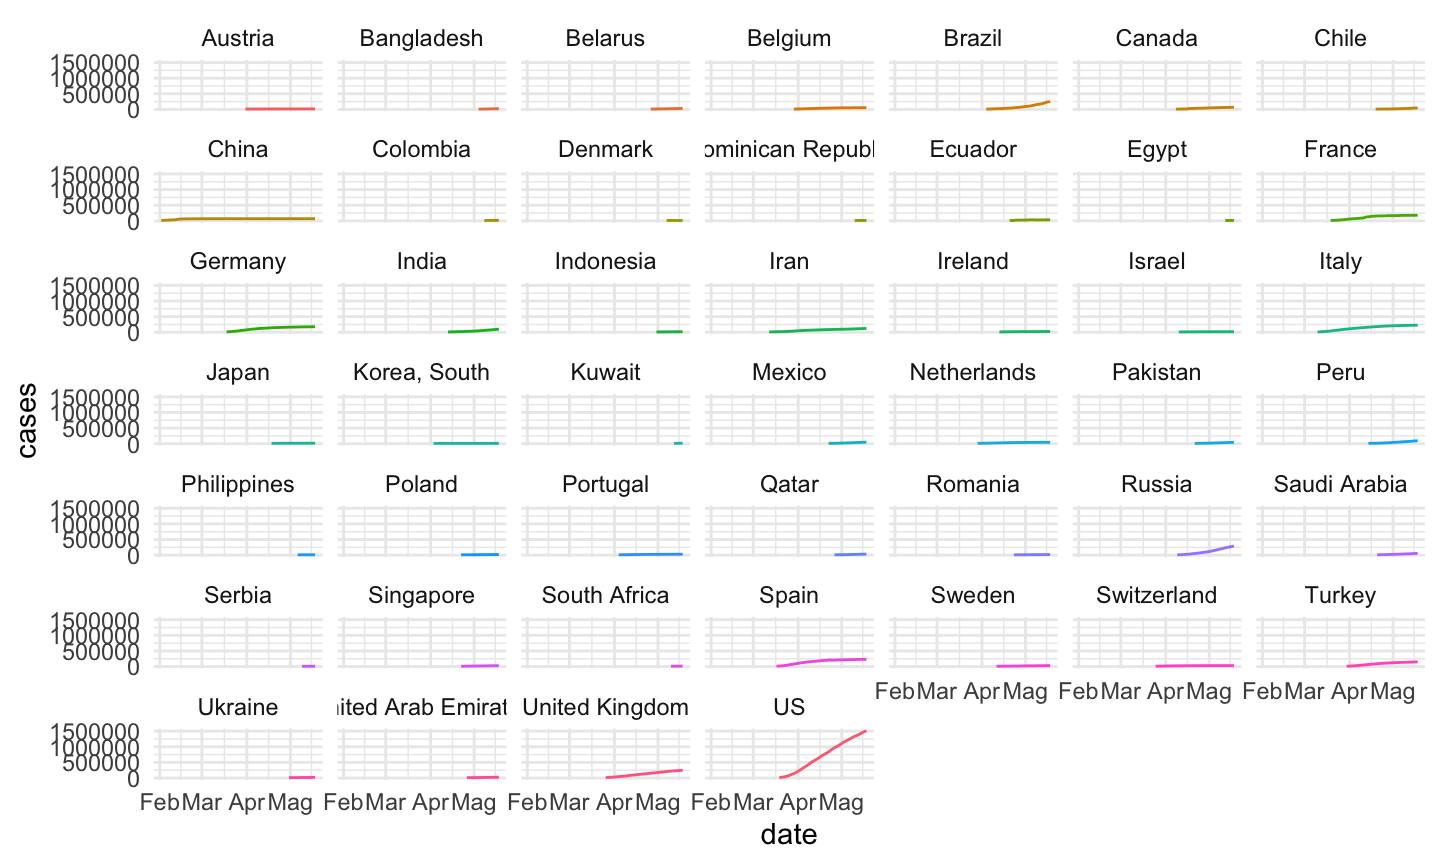 Austria Bangladesh Belarus Belgium Brazil Canada Chile
1500000
1000000
500000
0
China Colombia Denmark ominican Republ Ecuador Egypt France
1500000
1000000
500000
0
Germany India Indonesia Iran Ireland Israel Italy
1500000
1000000
500000
0
Japan Korea, South Kuwait Mexico Netherlands Pakistan Peru
1500000
1000000
500000
0
cases
Philippines Poland Portugal Qatar Romania Russia Saudi Arabia
1500000
1000000
500000
0
Serbia Singapore South Africa Spain Sweden Switzerland Turkey
1500000
1000000
500000
0
Feb Mar Apr Mag Feb Mar Apr Mag Feb Mar Apr Mag
Ukraine nited Arab Emirat United Kingdom US
1500000
1000000
500000
0
Feb Mar Apr Mag Feb Mar Apr Mag Feb Mar Apr Mag Feb Mar Apr Mag
date